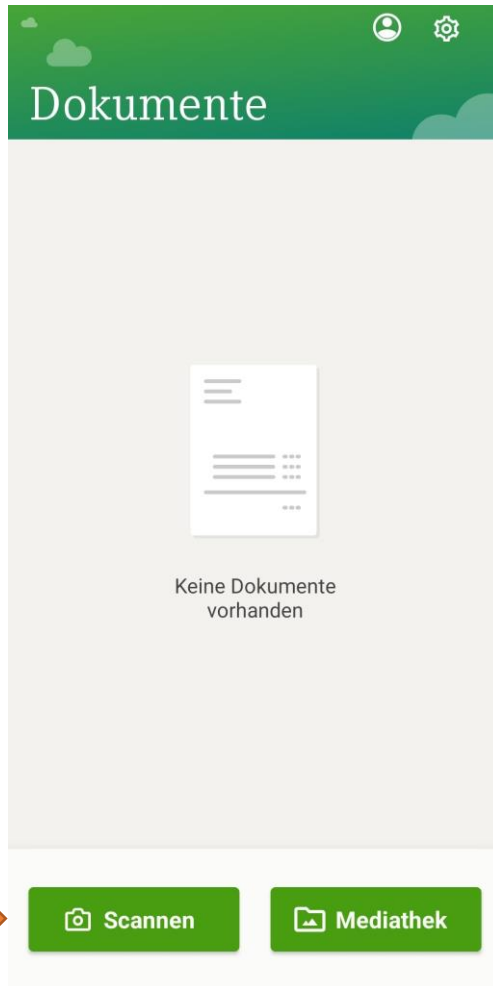 Dokumente
Keine Dokumente
vorhanden
Scannen
Mediathek